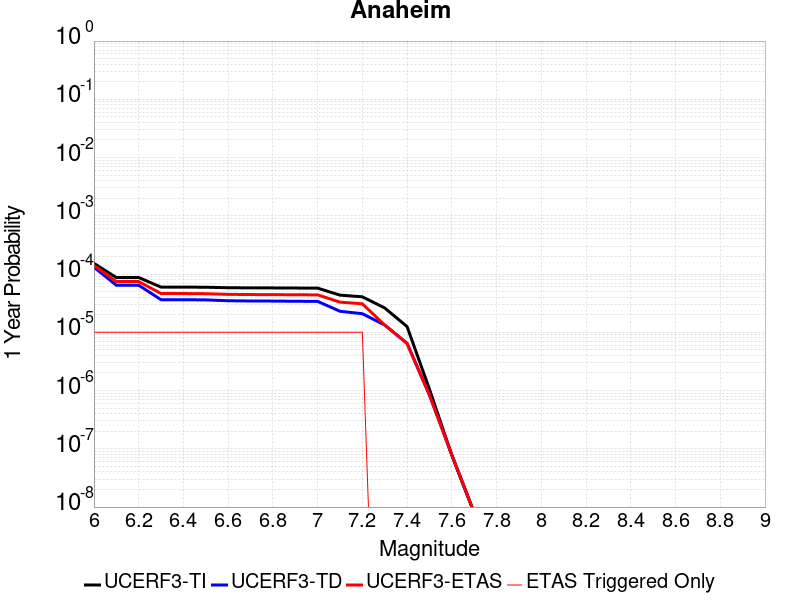 Anaheim
10^0
10^-1
10^-2
10^-3
10^-4
10^-5
10^-6
10^-7
10^-8
1 Year Probability
6 6.2 6.4 6.6 6.8 7 7.2 7.4 7.6 7.8 8 8.2 8.4 8.6 8.8 9
Magnitude
UCERF3-TI UCERF3-TD UCERF3-ETAS ETAS Triggered Only